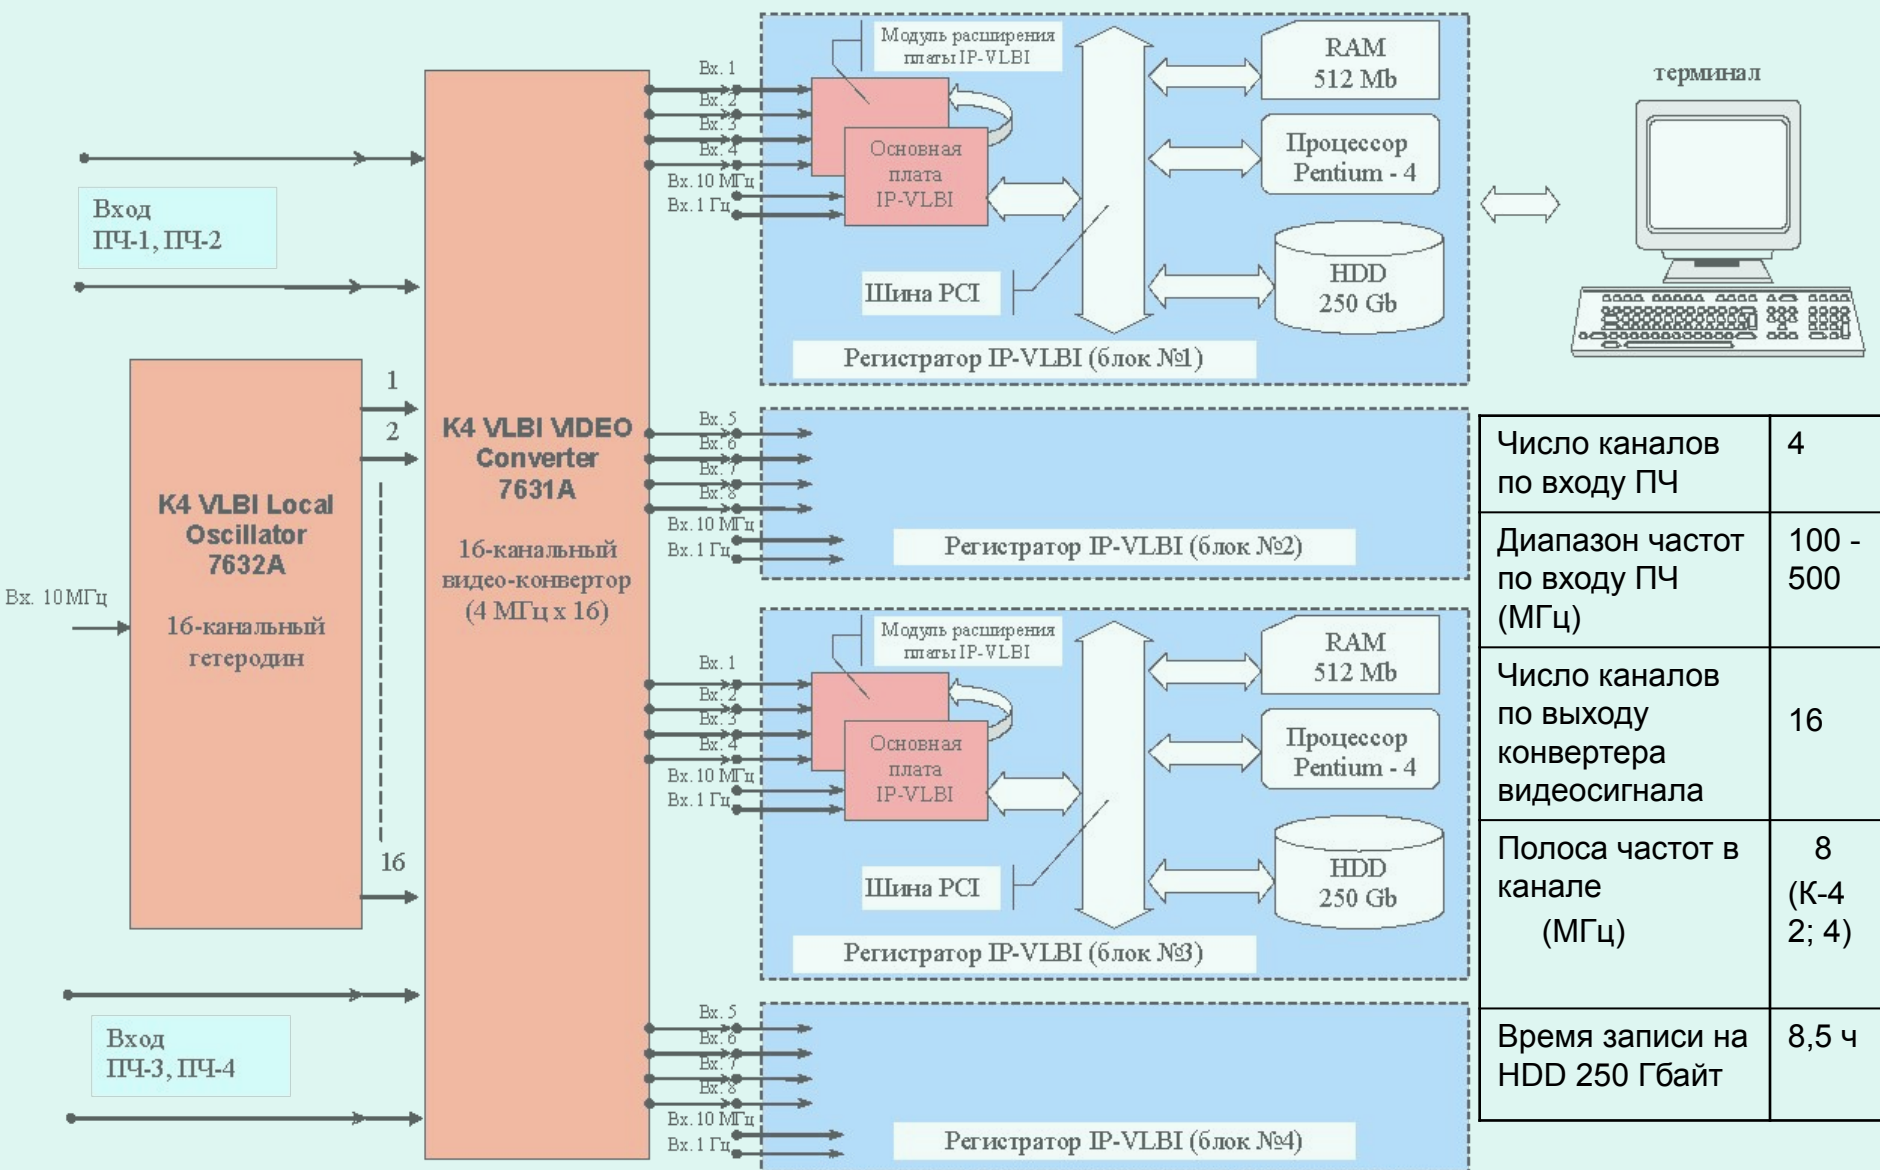 Вход
ПЧ-1, ПЧ-2
Вх. 10МГц
K4 VLBI Local
Oscillator
7632A
16-канальный
гетеродин
1
2
16
Вход
ПЧ-3, ПЧ-4
K4 VLBI VIDEO
Converter
7631A
16-канальный
видео-конвертор
(4 МГц х 16)
Вх. 1
Вх. 2
Вх. 3
Вх. 4
Вх. 10 МГц
Вх. 1 Гц
Модуль расширения
платы IP-VLBI
Основная
плата
IP-VLBI
Шина PCI
RAM
512 Mb
Процессор
Pentium - 4
HDD
250 Gb
Регистратор IP-VLBI (блок №1)
терминал
Вх. 5
Вх. 6
Вх. 7
Вх. 8
Вх. 10 МГц
Вх. 1 Гц
Регистратор IP-VLBI (блок №2)
Вх. 1
Вх. 2
Вх. 3
Вх. 4
Вх. 10 МГц
Вх. 1 Гц
Модуль расширения
платы IP-VLBI
Основная
плата
IP-VLBI
Шина PCI
RAM
512 Mb
Процессор
Pentium - 4
HDD
250 Gb
Регистратор IP-VLBI (блок №3)
Вх. 5
Вх. 6
Вх. 7
Вх. 8
Вх. 10 МГц
Вх. 1 Гц
Регистратор IP-VLBI (блок №4)
Число каналов
по входу ПЧ
4
Диапазон частот
по входу ПЧ
(МГц)
100 -
500
Число каналов
по выходу
конвертера
видеосигнала
16
Полоса частот в
канале
(МГц)
8
(К-4
2; 4)
Время записи на
HDD 250 Гбайт
8,5 ч